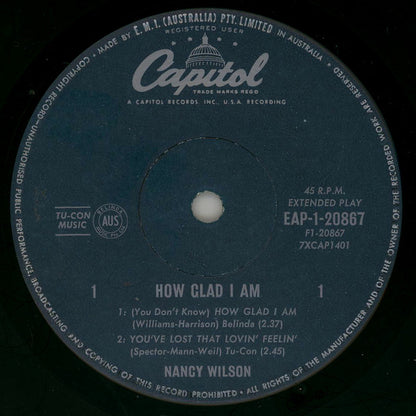 MADE BY E.M.I. (AUSTRALIA) PTY. LIMITED IN AUSTRALIA • ALL RIGHTS OF THE MANUFACTURER AND OF THE OWNER OF THE RECORDED WORK ARE RESERVED • COPYRIGHT RECORD—UNAUTHORISED PUBLIC PERFORMANCE, BROADCASTING AND COPYING OF THIS RECORD PROHIBITED •
REGISTERED USER
Capitol
TRADE MARKS REGD
A CAPITOL RECORDS, INC., U.S.A. RECORDING
TU-CON
MUSIC
BELINDA
AUS
45 R.P.M.
EXTENDED PLAY
EAP-1-20867
F1-20867
7XCAP1401
1 HOW GLAD I AM 1
1: (You Don't Know) HOW GLAD I AM
(Williams-Harrison) Belinda (2.37)
2: YOU'VE LOST THAT LOVIN' FEELIN'
(Spector-Mann-Weil) Tu-Con (2.45)
NANCY WILSON